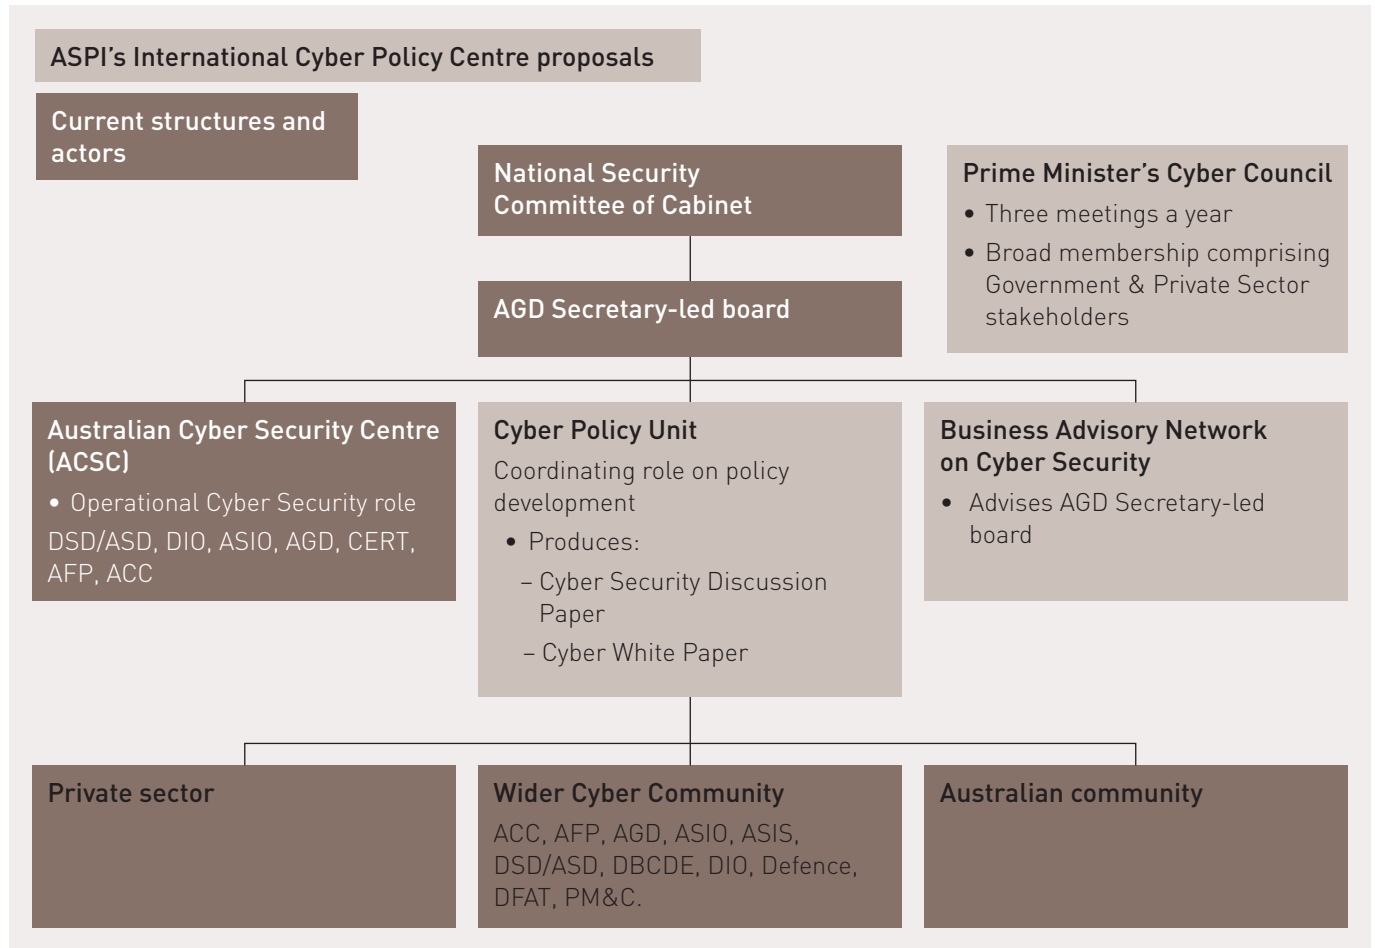 ASPI’s International Cyber Policy Centre proposals
Current structures and
actors
National Security
Committee of Cabinet
Prime Minister’s Cyber Council
• Three meetings a year
• Broad membership comprising
Government & Private Sector
stakeholders
AGD Secretary-led board
Australian Cyber Security Centre
(ACSC)
• Operational Cyber Security role
DSD/ASD, DIO, ASIO, AGD, CERT,
AFP, ACC
Cyber Policy Unit
Coordinating role on policy
development
• Produces:
– Cyber Security Discussion
Paper
– Cyber White Paper
Business Advisory Network
on Cyber Security
• Advises AGD Secretary-led
board
Private sector
Wider Cyber Community
ACC, AFP, AGD, ASIO, ASIS,
DSD/ASD, DBCDE, DIO, Defence,
DFAT, PM&C.
Australian community